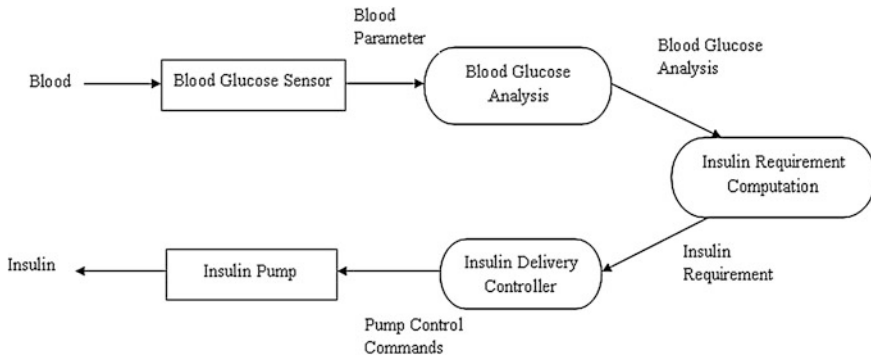 Blood
Blood Glucose Sensor
Blood
Parameter
Blood Glucose
Analysis
Blood Glucose
Analysis
Insulin Requirement
Computation
Insulin
Requirement
Insulin Delivery
Controller
Pump Control
Commands
Insulin Pump
Insulin